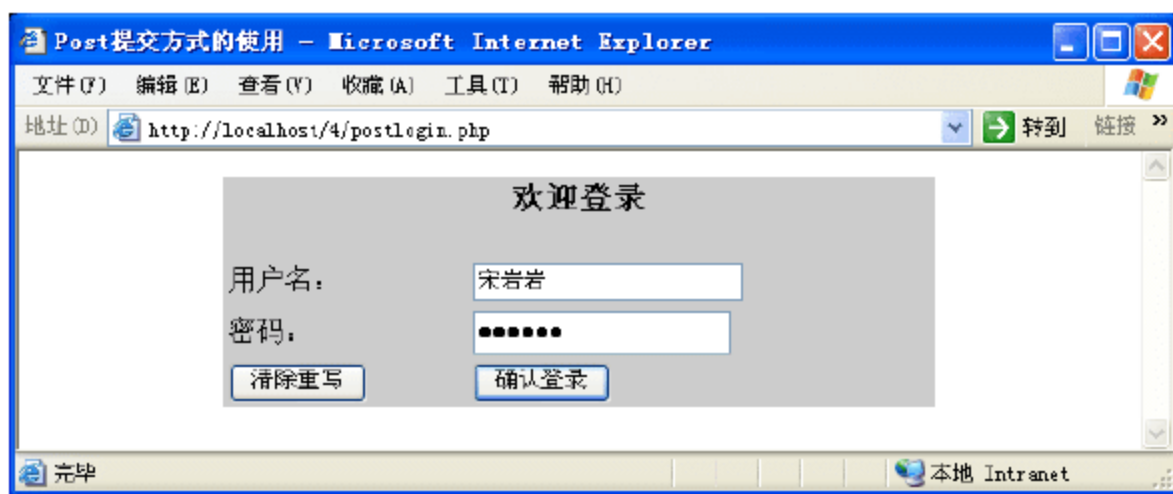 Post提交方式的使用 - Microsoft Internet Explorer
文件(F) 编辑(E) 查看(V) 收藏(A) 工具(T) 帮助(H)
地址(D) http://localhost/4/postlogin.php 转到 链接 »
欢迎登录
用户名: 宋岩岩
密码: ●●●●●●
清除重写 确认登录
完毕 本地 Intranet